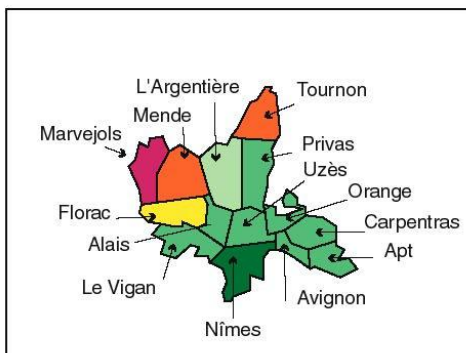 L'Argentière
Tournon
Mende
Marvejols
Privas
Uzès
Orange
Florac
Carpentras
Alais
Apt
Le Vigan
Avignon
Nîmes